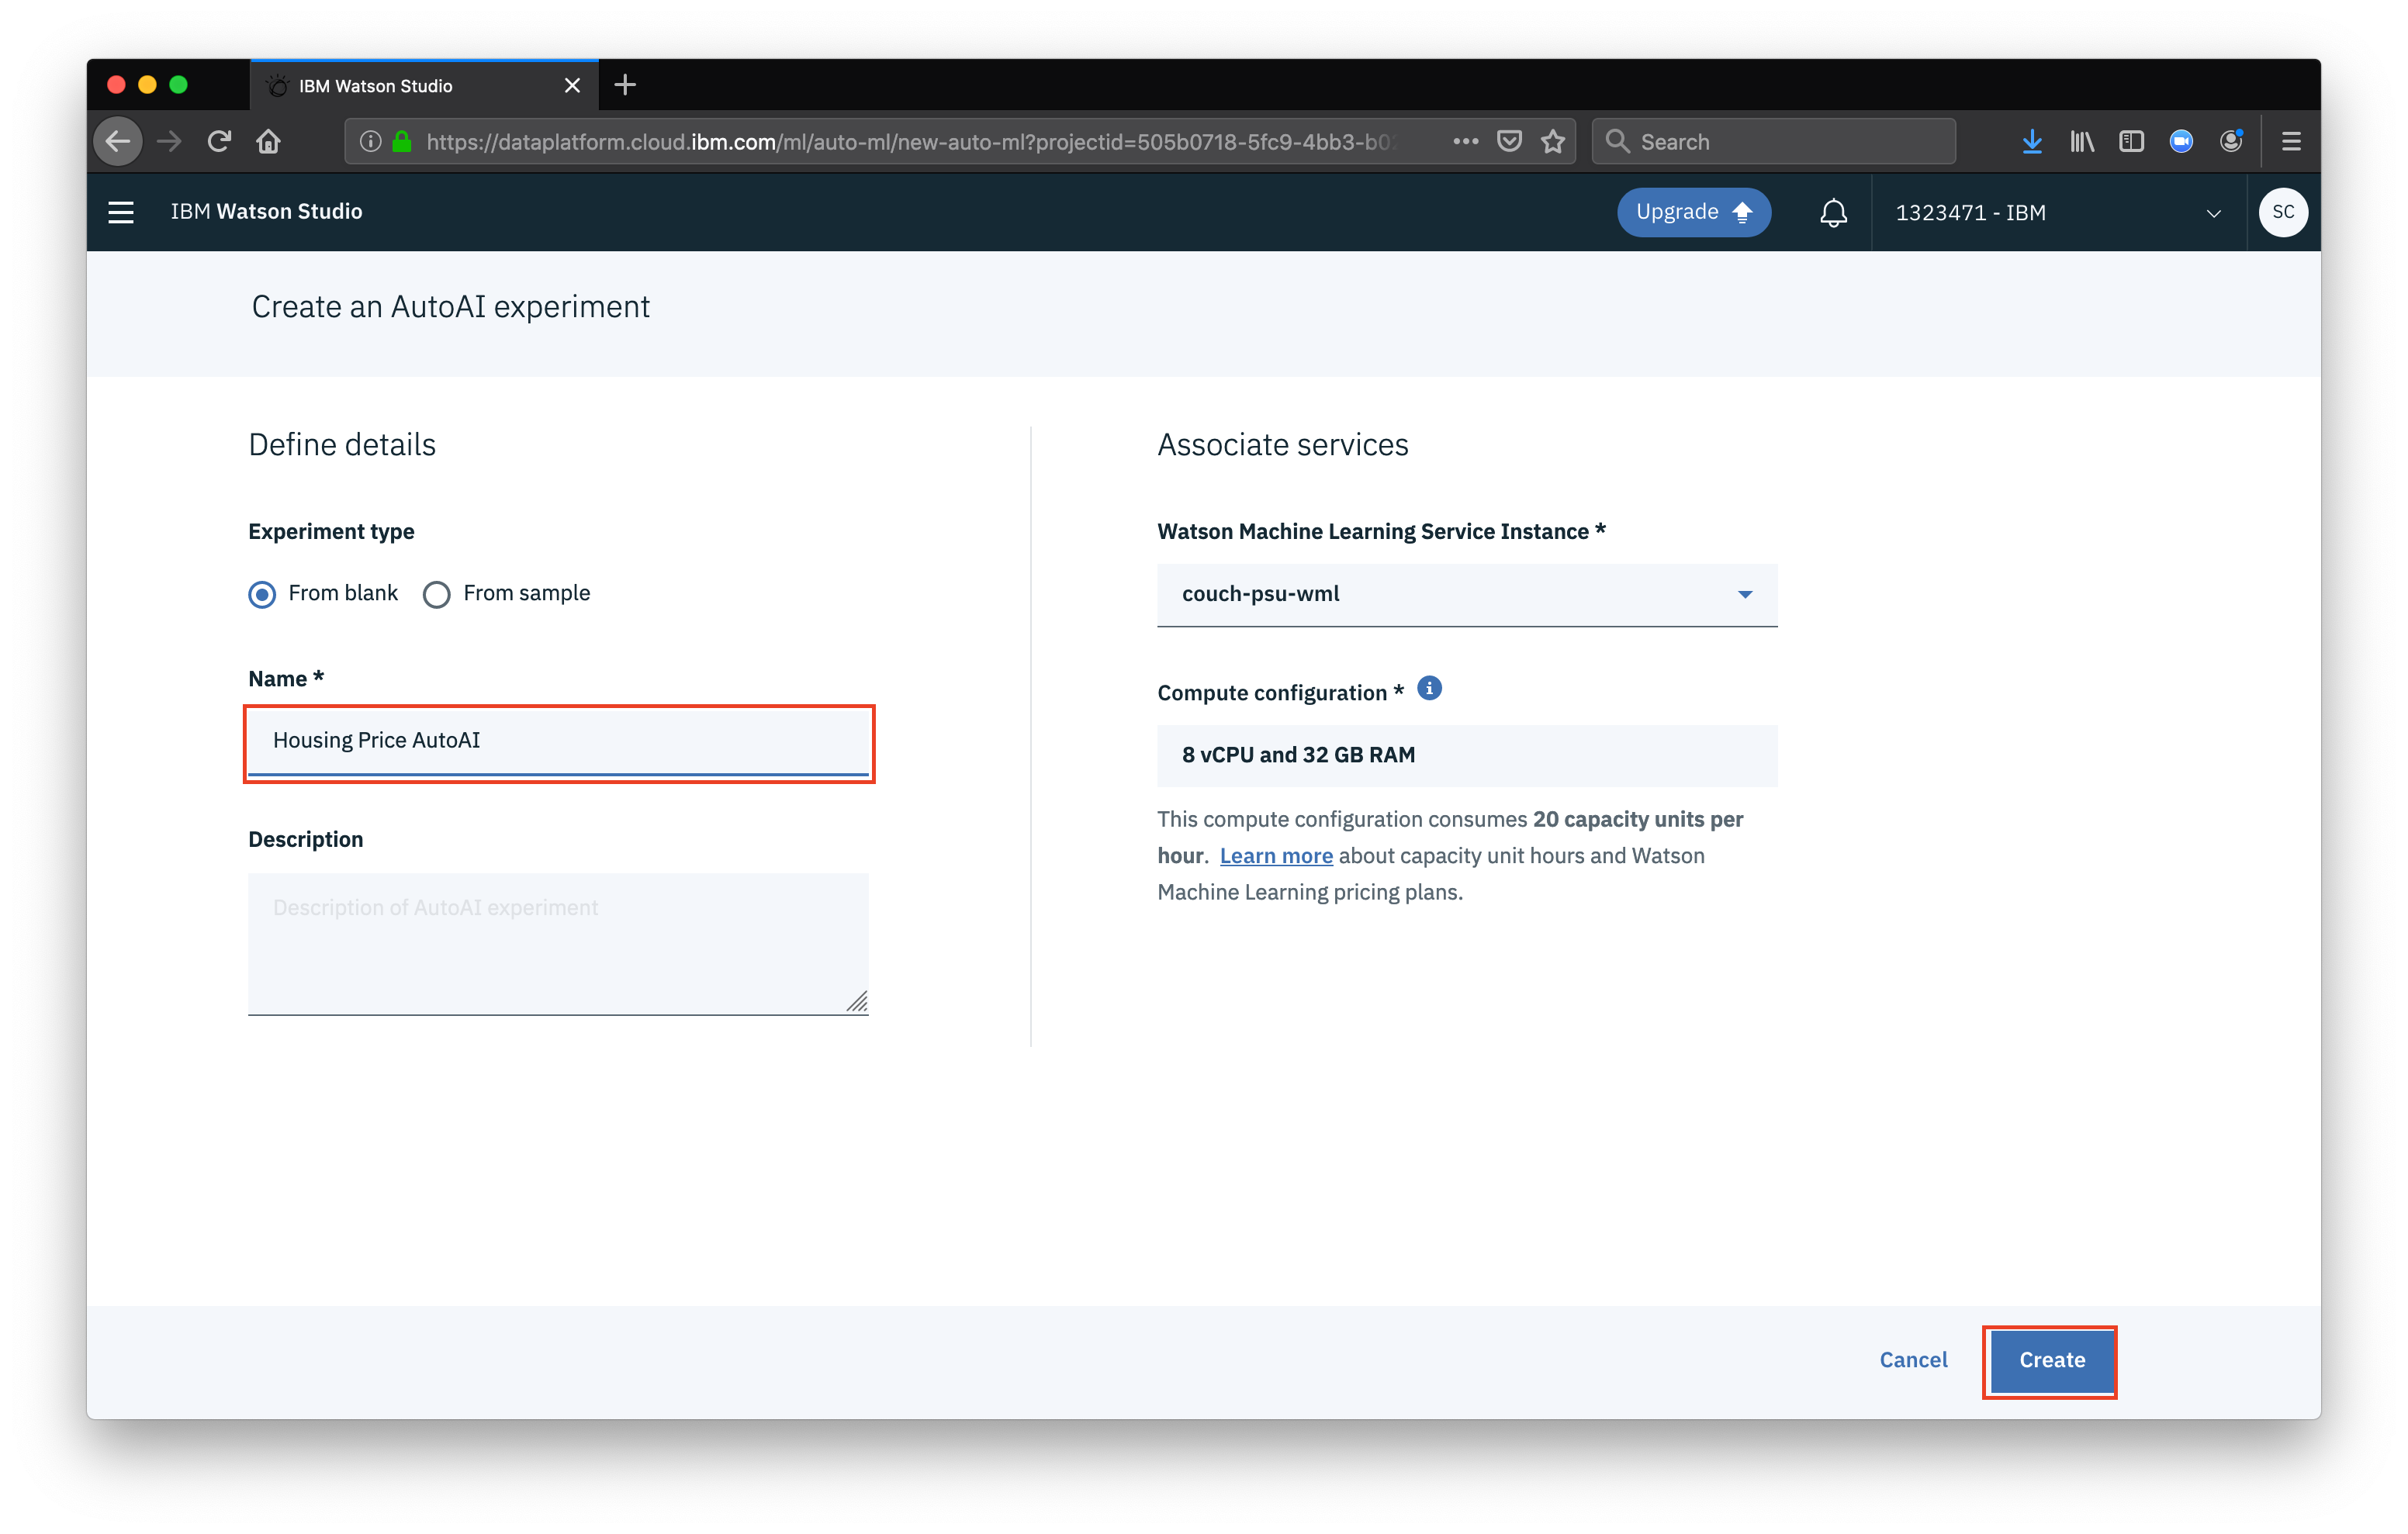 IBM Watson Studio
https://dataplatform.cloud.ibm.com/ml/auto-ml/new-auto-ml?projectid=505b0718-5fc9-4bb3-b02
Search
IBM Watson Studio
Upgrade
1323471 - IBM
SC
Create an AutoAI experiment
Define details
Experiment type
From blank
From sample
Name *
Housing Price AutoAI
Description
Description of AutoAI experiment
Associate services
Watson Machine Learning Service Instance *
couch-psu-wml
Compute configuration *
8 vCPU and 32 GB RAM
This compute configuration consumes 20 capacity units per
hour. Learn more about capacity unit hours and Watson
Machine Learning pricing plans.
Cancel
Create